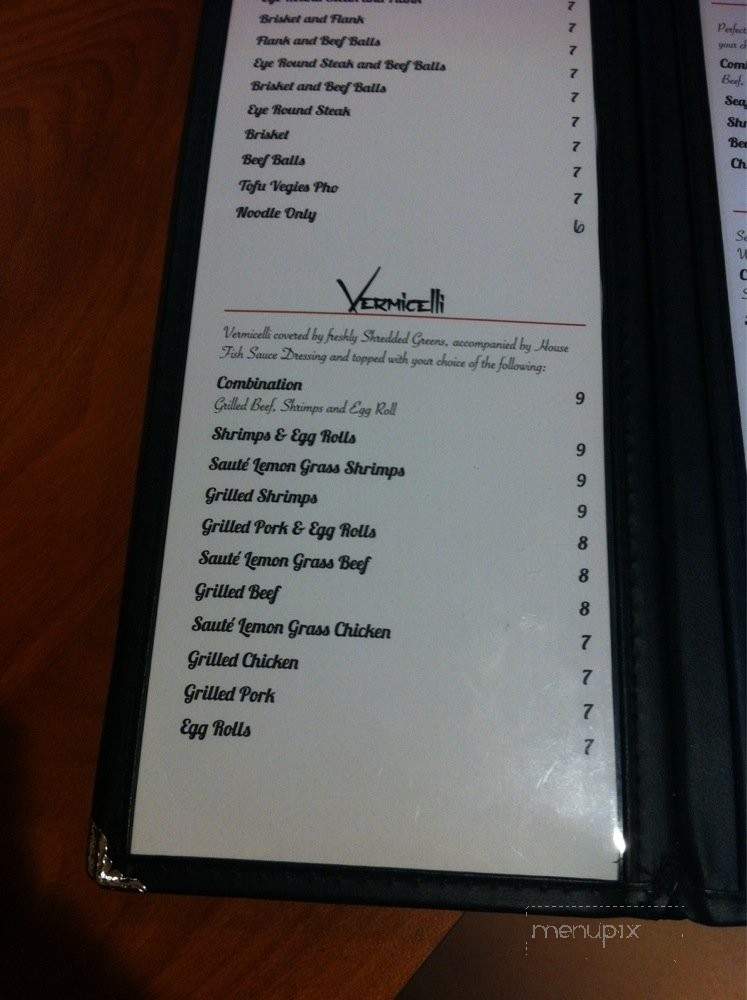 Brisket and Flank 7
Flank and Beef Balls 7
Eye Round Steak and Beef Balls 7
Brisket and Beef Balls 7
Eye Round Steak 7
Brisket 7
Beef Balls 7
Tofu Vegies Pho 7
Noodle Only 6
Vermicelli
Vermicelli covered by freshly Shredded Greens, accompanied by House
Fish Sauce Dressing and topped with your choice of the following:
Combination 9
Grilled Beef, Shrimps and Egg Roll
Shrimps & Egg Rolls 9
Sauté Lemon Grass Shrimps 9
Grilled Shrimps 9
Grilled Pork & Egg Rolls 8
Sauté Lemon Grass Beef 8
Grilled Beef 8
Sauté Lemon Grass Chicken 7
Grilled Chicken 7
Grilled Pork 7
Egg Rolls 7
menupix